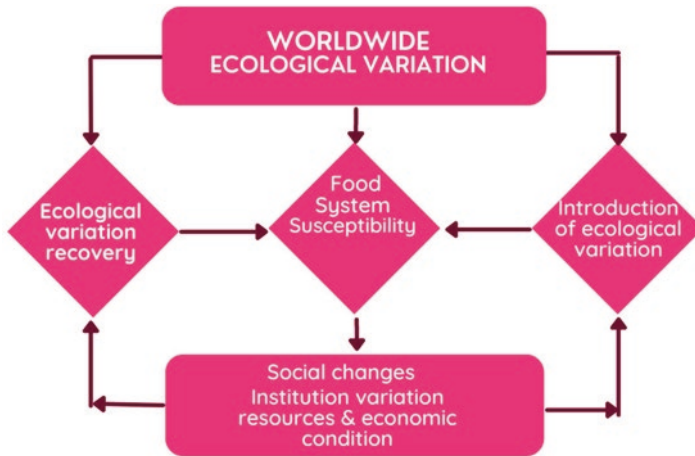 WORLDWIDE
ECOLOGICAL VARIATION
Ecological
variation
recovery
Food
System
Susceptibility
Introduction
of ecological
variation
Social changes
Institution variation
resources & economic
condition